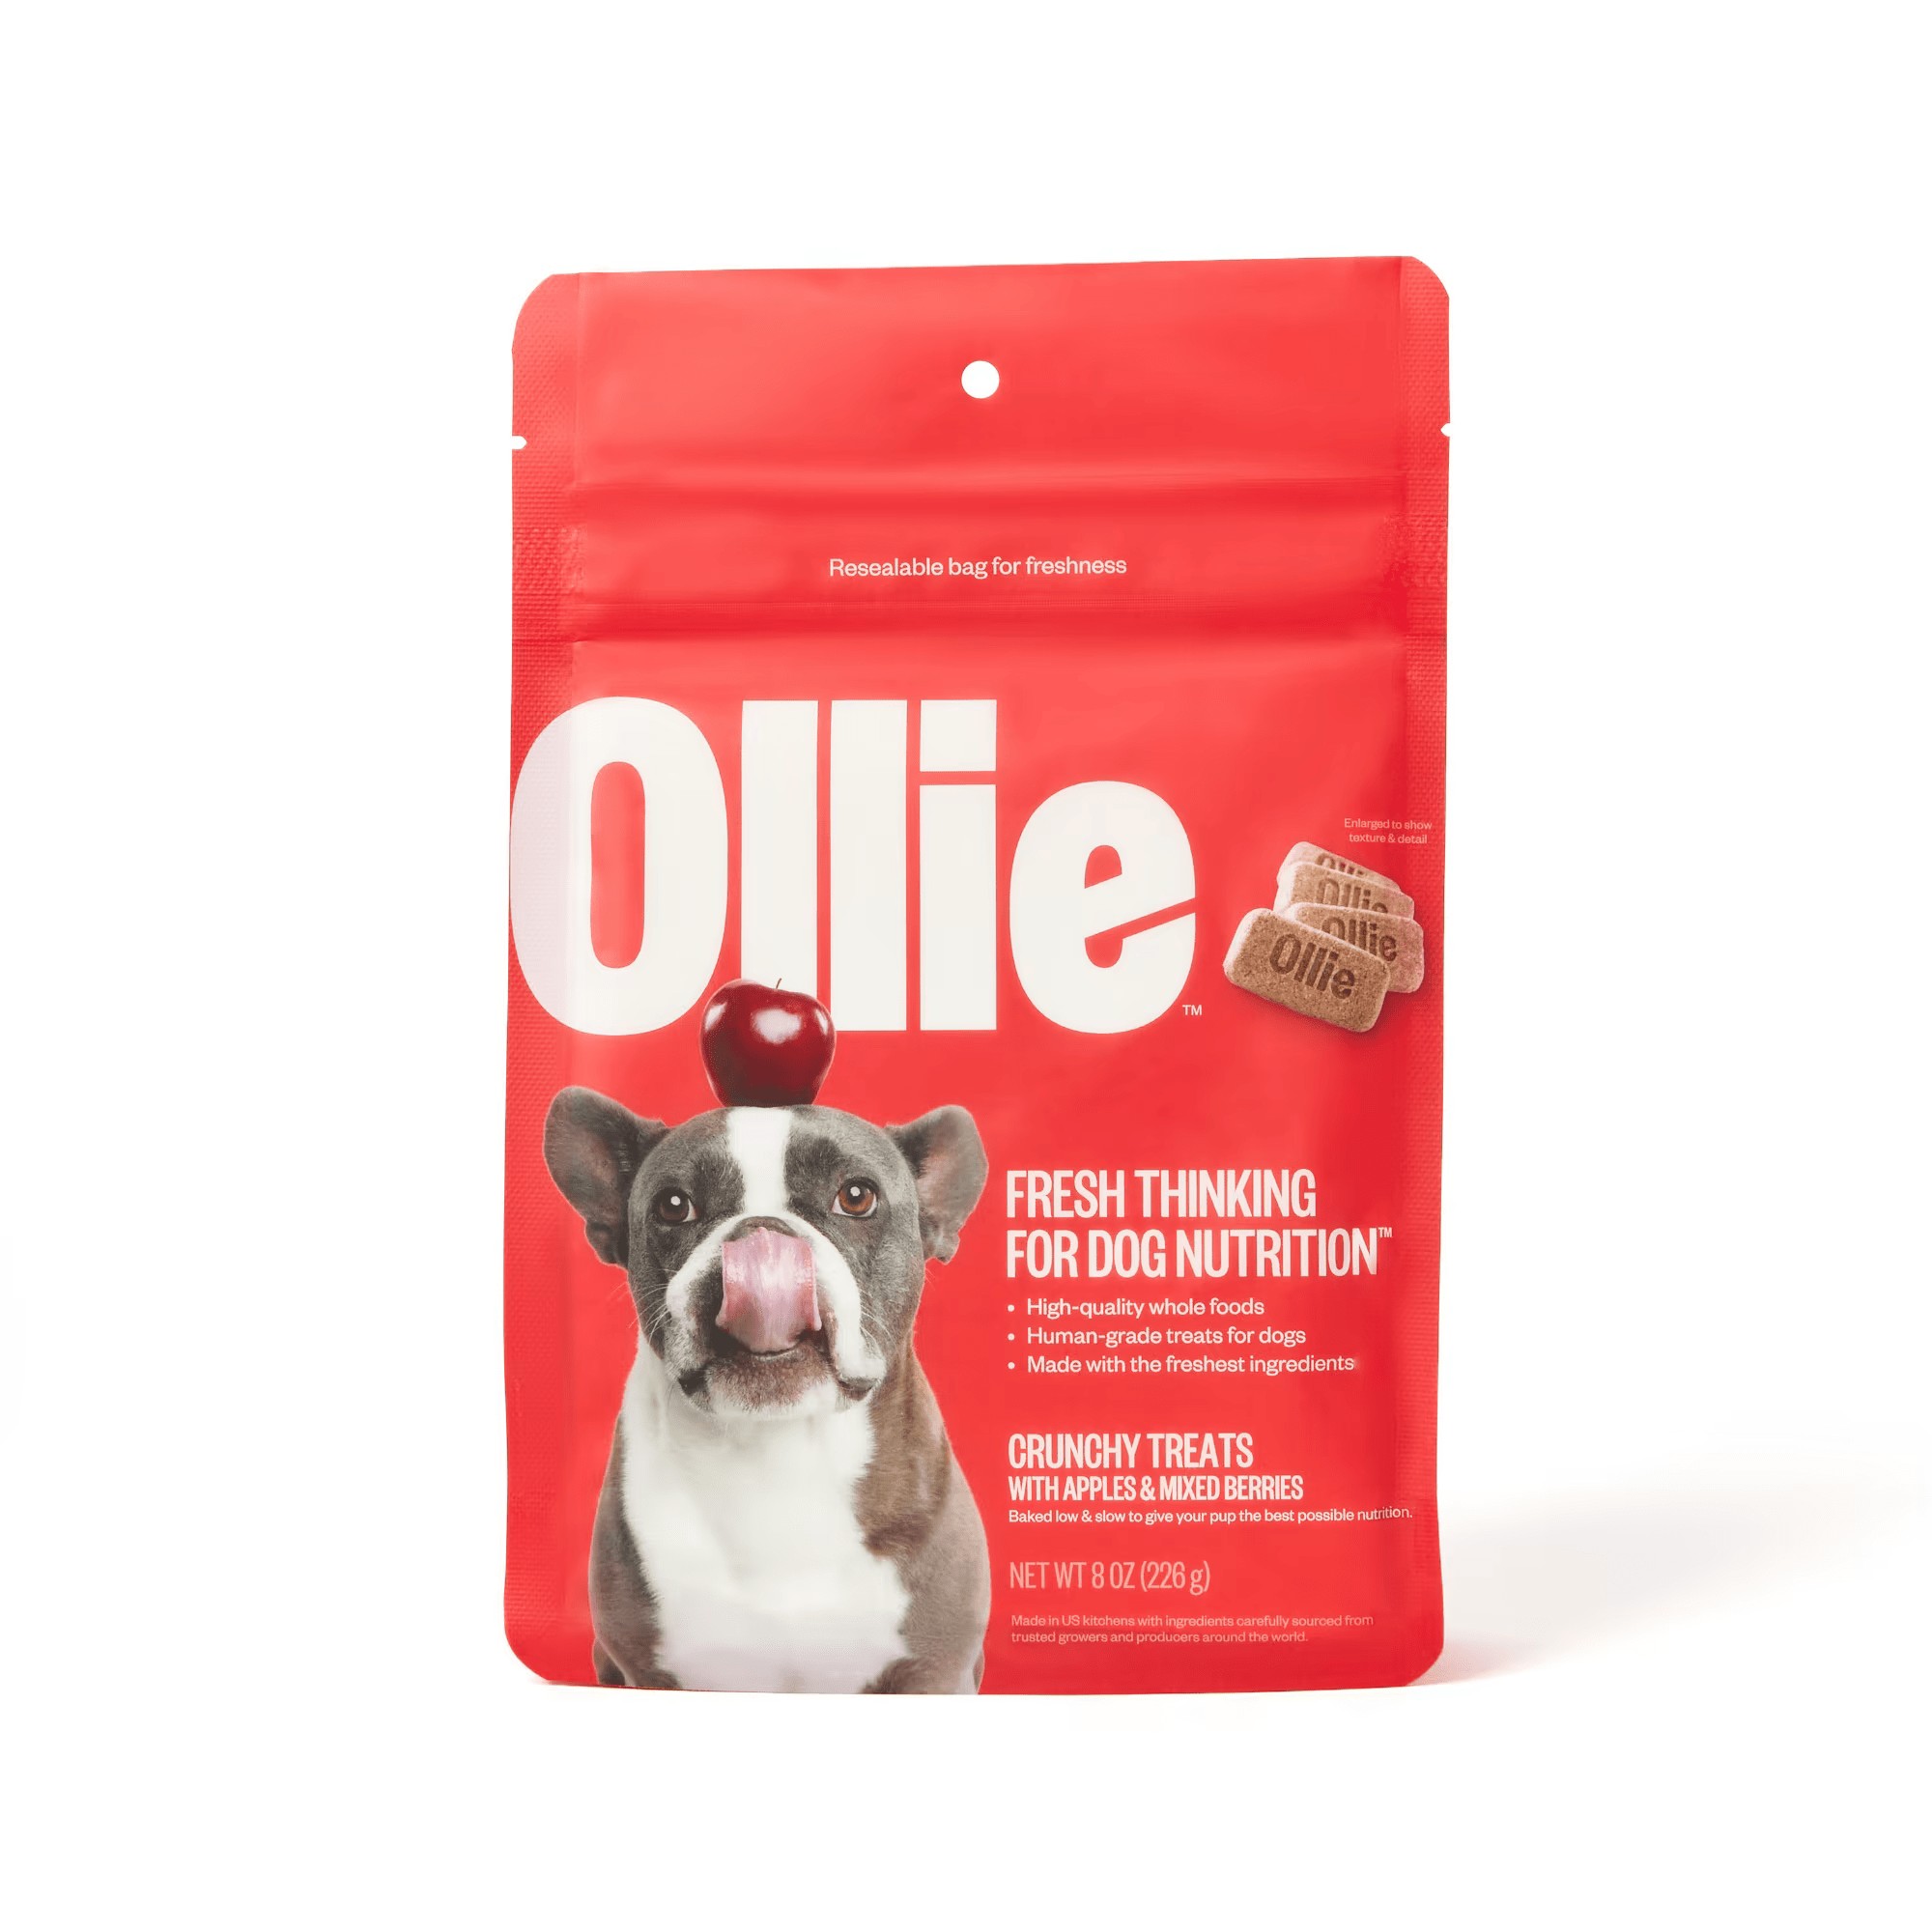 Resealable bag for freshness
Ollie™
Enlarged to show
texture & detail
Ollie
Ollie
Ollie
Ollie
FRESH THINKING
FOR DOG NUTRITION™
• High-quality whole foods
• Human-grade treats for dogs
• Made with the freshest ingredients
CRUNCHY TREATS
WITH APPLES & MIXED BERRIES
Baked low & slow to give your pup the best possible nutrition.
NET WT 8 OZ (226 g)
Made in US kitchens with ingredients carefully sourced from
trusted growers and producers around the world.